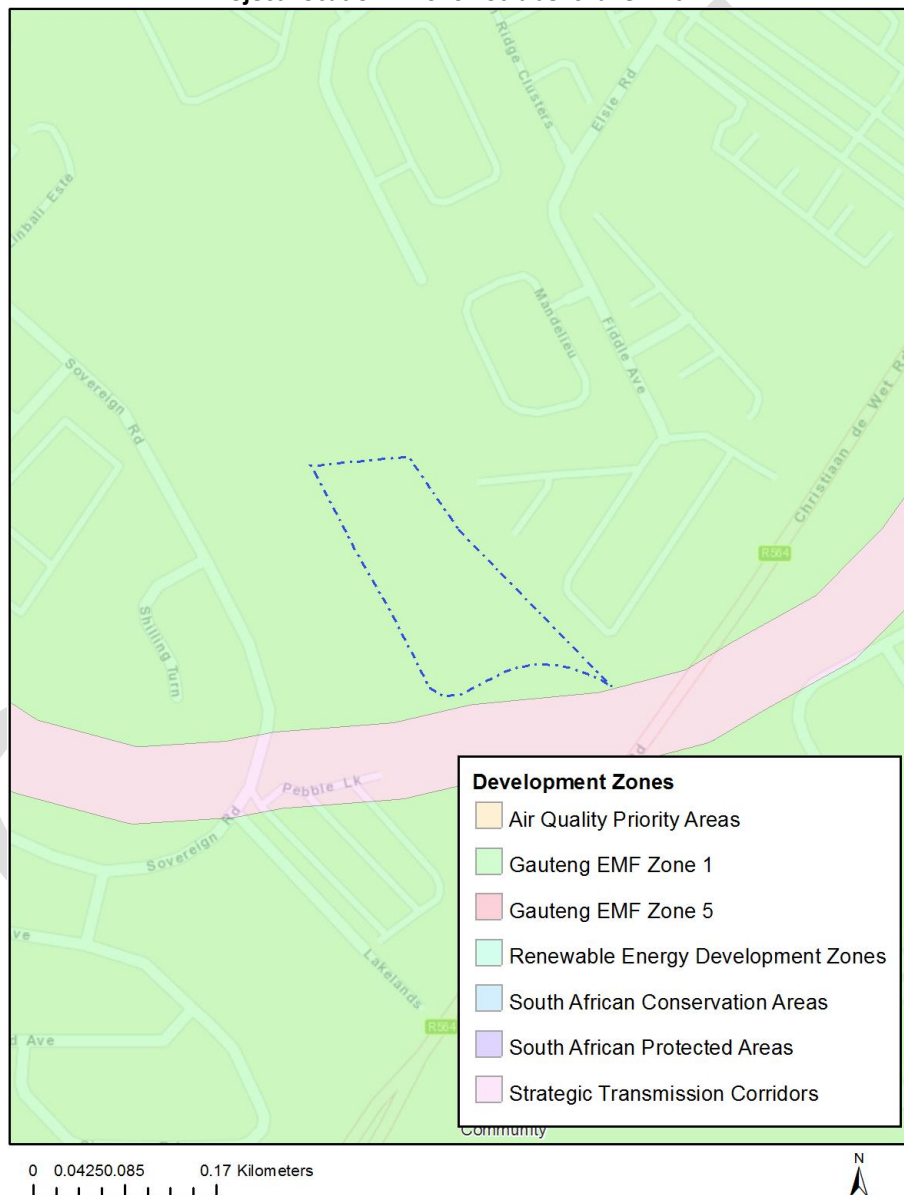 Ridge Clusters
Elsie Rd
Mandelieu
Fiddle Ave
Sovereign Rd
Christiaan de Wet Rd
R564
Shilling Turn
Pebble Lk
Rd
Sovereign Rd
Lakelands
R564
Community
Development Zones
Air Quality Priority Areas
Gauteng EMF Zone 1
Gauteng EMF Zone 5
Renewable Energy Development Zones
South African Conservation Areas
South African Protected Areas
Strategic Transmission Corridors
0 0.04250.085 0.17 Kilometers
N